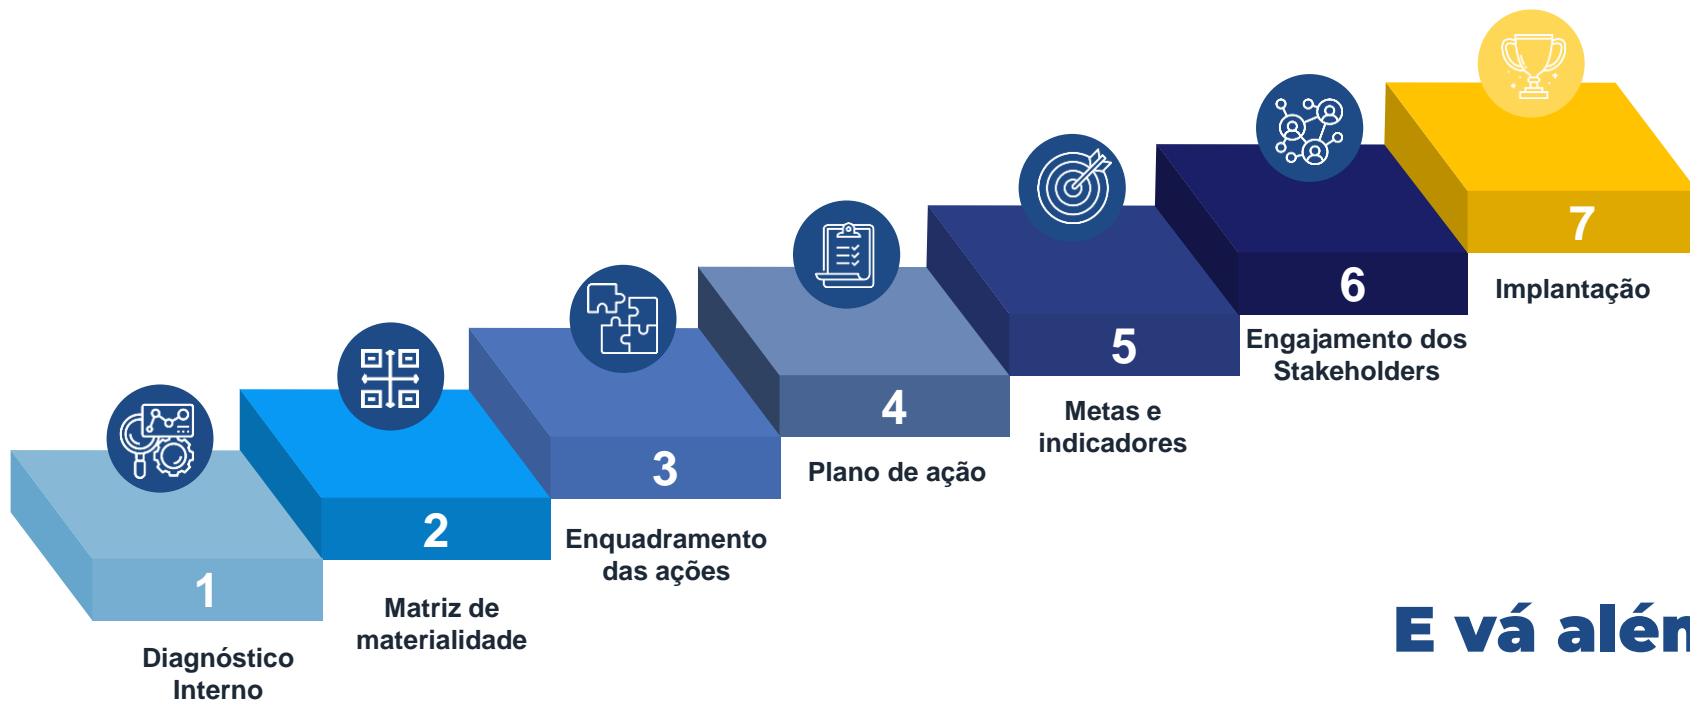 1
Diagnóstico
Interno
2
Matriz de
materialidade
3
Enquadramento
das ações
4
Plano de ação
5
Metas e
indicadores
6
Engajamento dos
Stakeholders
7
Implantação
E vá além